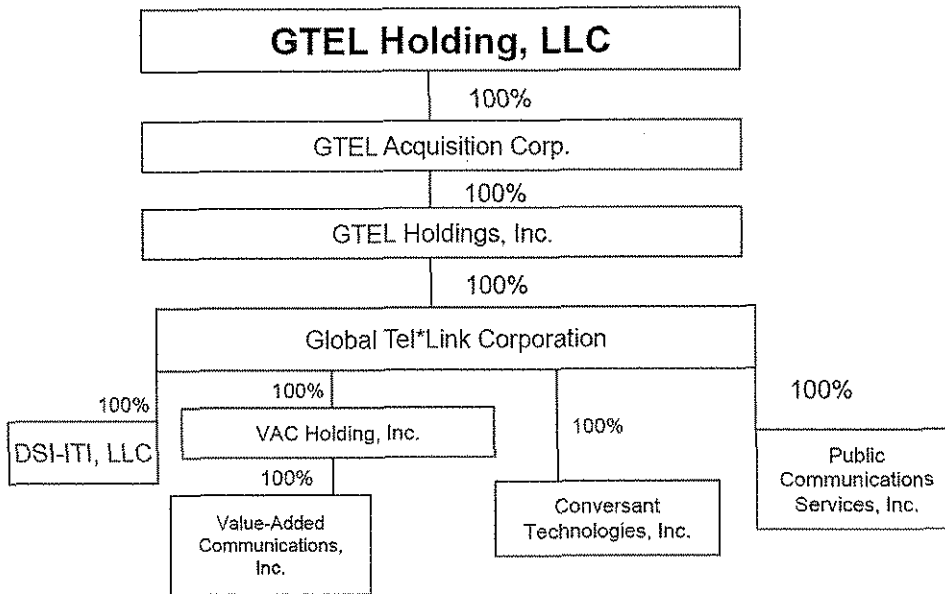 GTEL Holding, LLC
100%
GTEL Acquisition Corp.
100%
GTEL Holdings, Inc.
100%
Global Tel*Link Corporation
100%
100%
100%
100%
DSI-ITI, LLC
VAC Holding, Inc.
100%
Public
Communications
Services, Inc.
Value-Added
Communications,
Inc.
Conversant
Technologies, Inc.